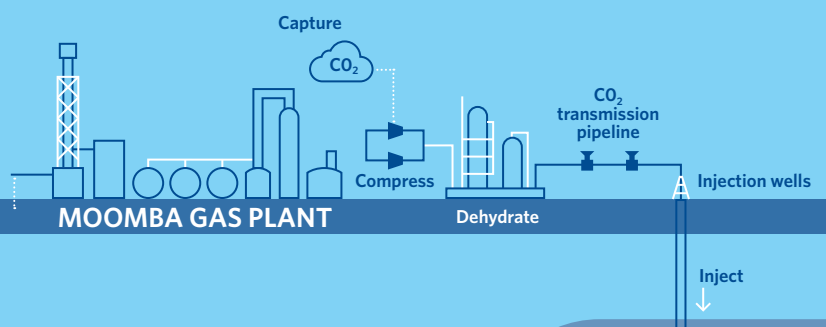 Capture
CO₂
CO₂
transmission
pipeline
Compress
Injection wells
MOOMBA GAS PLANT
Dehydrate
Inject